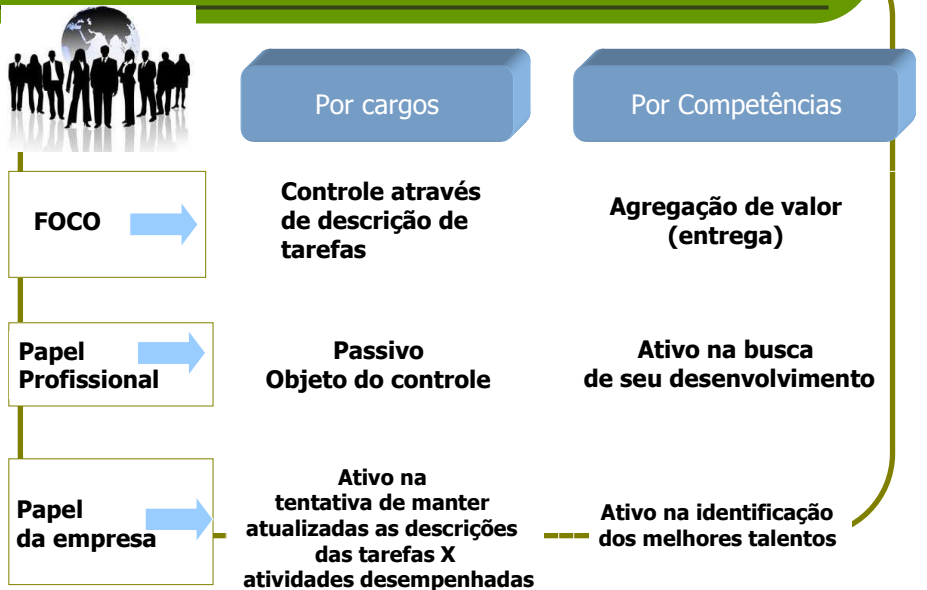 Por cargos
Por Competências
FOCO
Controle através
de descrição de
tarefas
Agregação de valor
(entrega)
Papel
Profissional
Passivo
Objeto do controle
Ativo na busca
de seu desenvolvimento
Papel
da empresa
Ativo na
tentativa de manter
atualizadas as descrições
das tarefas X
atividades desempenhadas
Ativo na identificação
dos melhores talentos